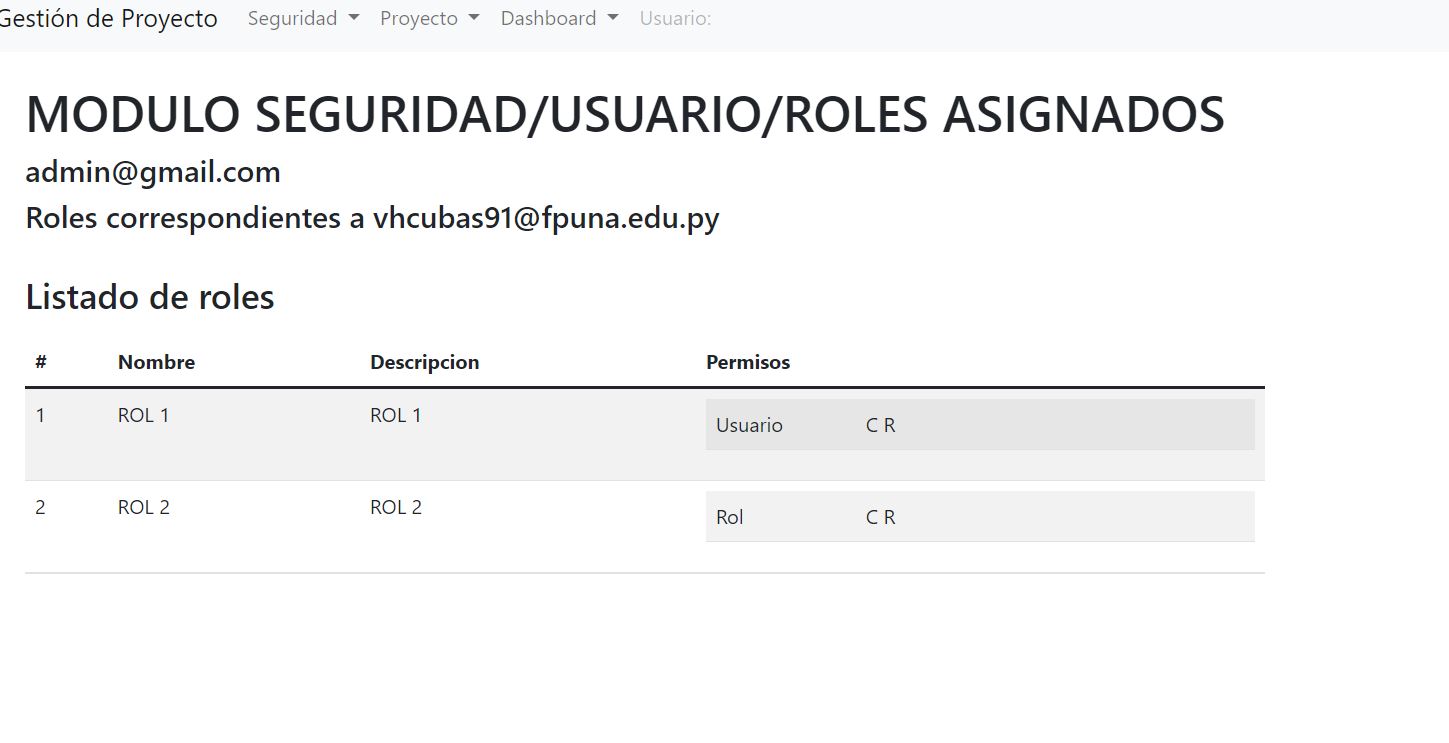 Gestión de Proyecto Seguridad Proyecto Dashboard Usuario:
MODULO SEGURIDAD/USUARIO/ROLES ASIGNADOS
admin@gmail.com
Roles correspondientes a vhcubas91@fpuna.edu.py
Listado de roles
# Nombre Descripcion Permisos
1 ROL 1 ROL 1 Usuario C R
2 ROL 2 ROL 2 Rol C R